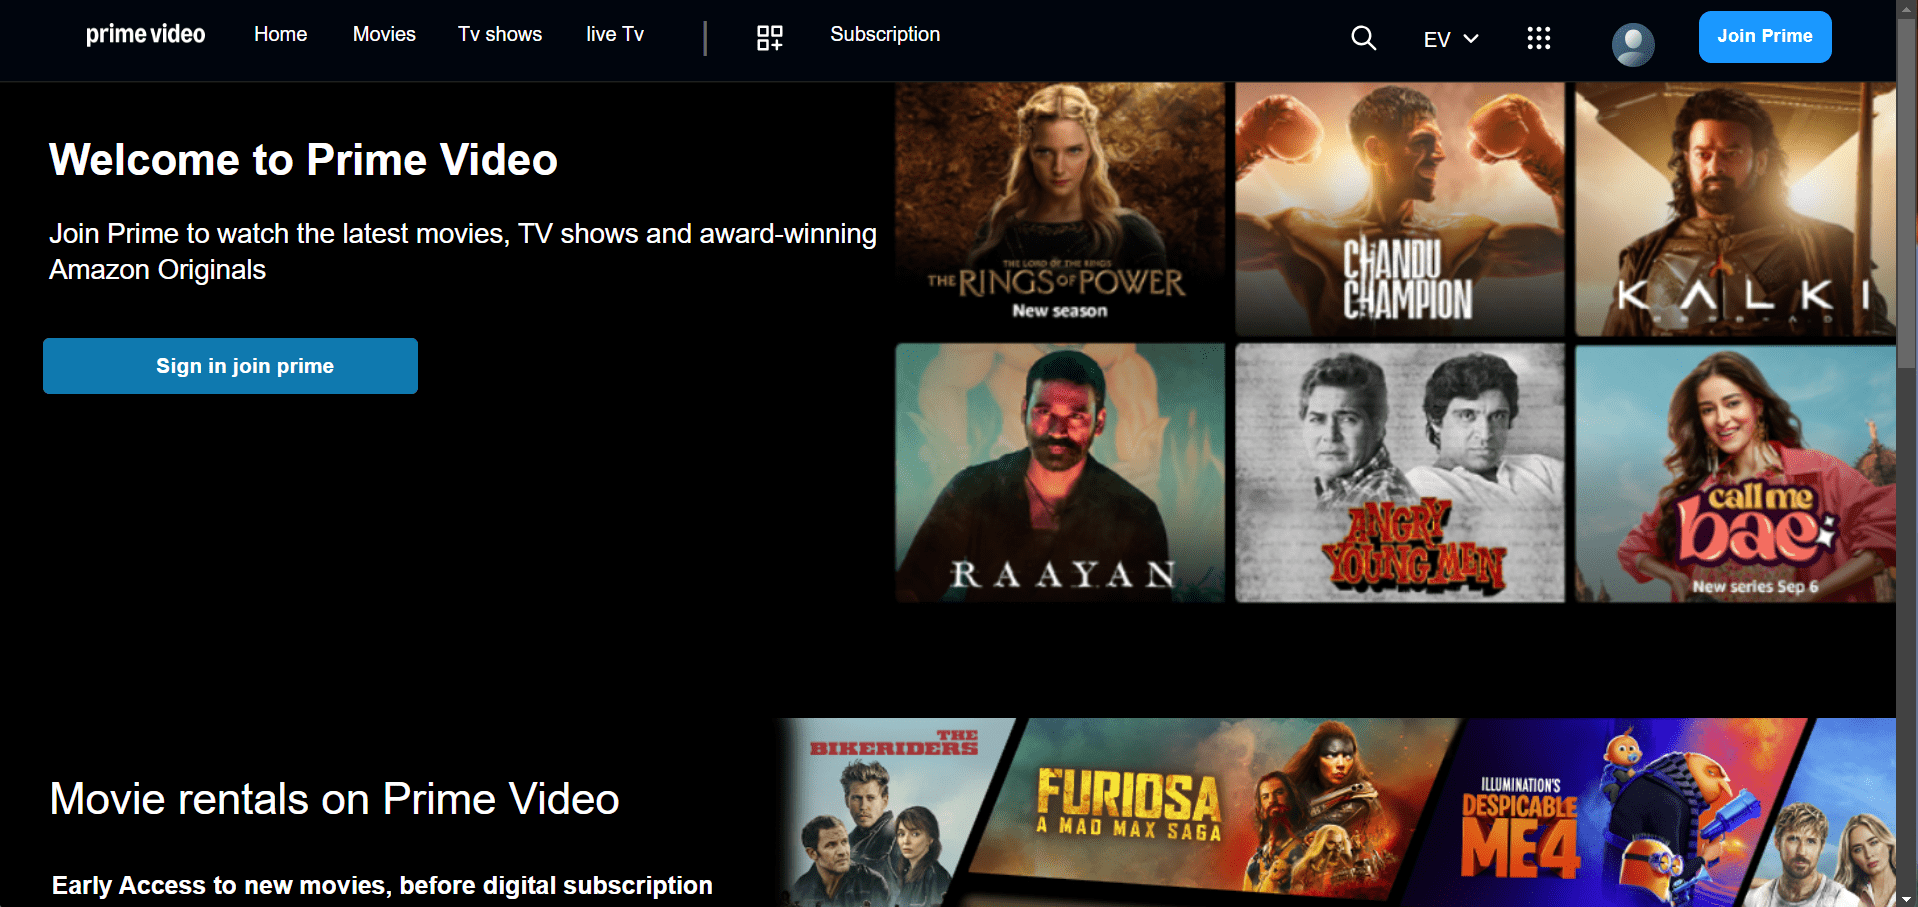 prime video
Home
Movies
Tv shows
live Tv
Subscription
EV
Join Prime
Welcome to Prime Video
Join Prime to watch the latest movies, TV shows and award-winning
Amazon Originals
Sign in join prime
THE LORD OF THE RINGS
THE RINGS OF POWER
New season
CHANDU
CHAMPION
KALKI
RAAYAN
ANGRY
YOUNG MEN
call me
bae
New series Sep 6
Movie rentals on Prime Video
Early Access to new movies, before digital subscription
THE
BIKERIDERS
FURIOSA
A MAD MAX SAGA
ILLUMINATION'S
DESPICABLE
ME 4